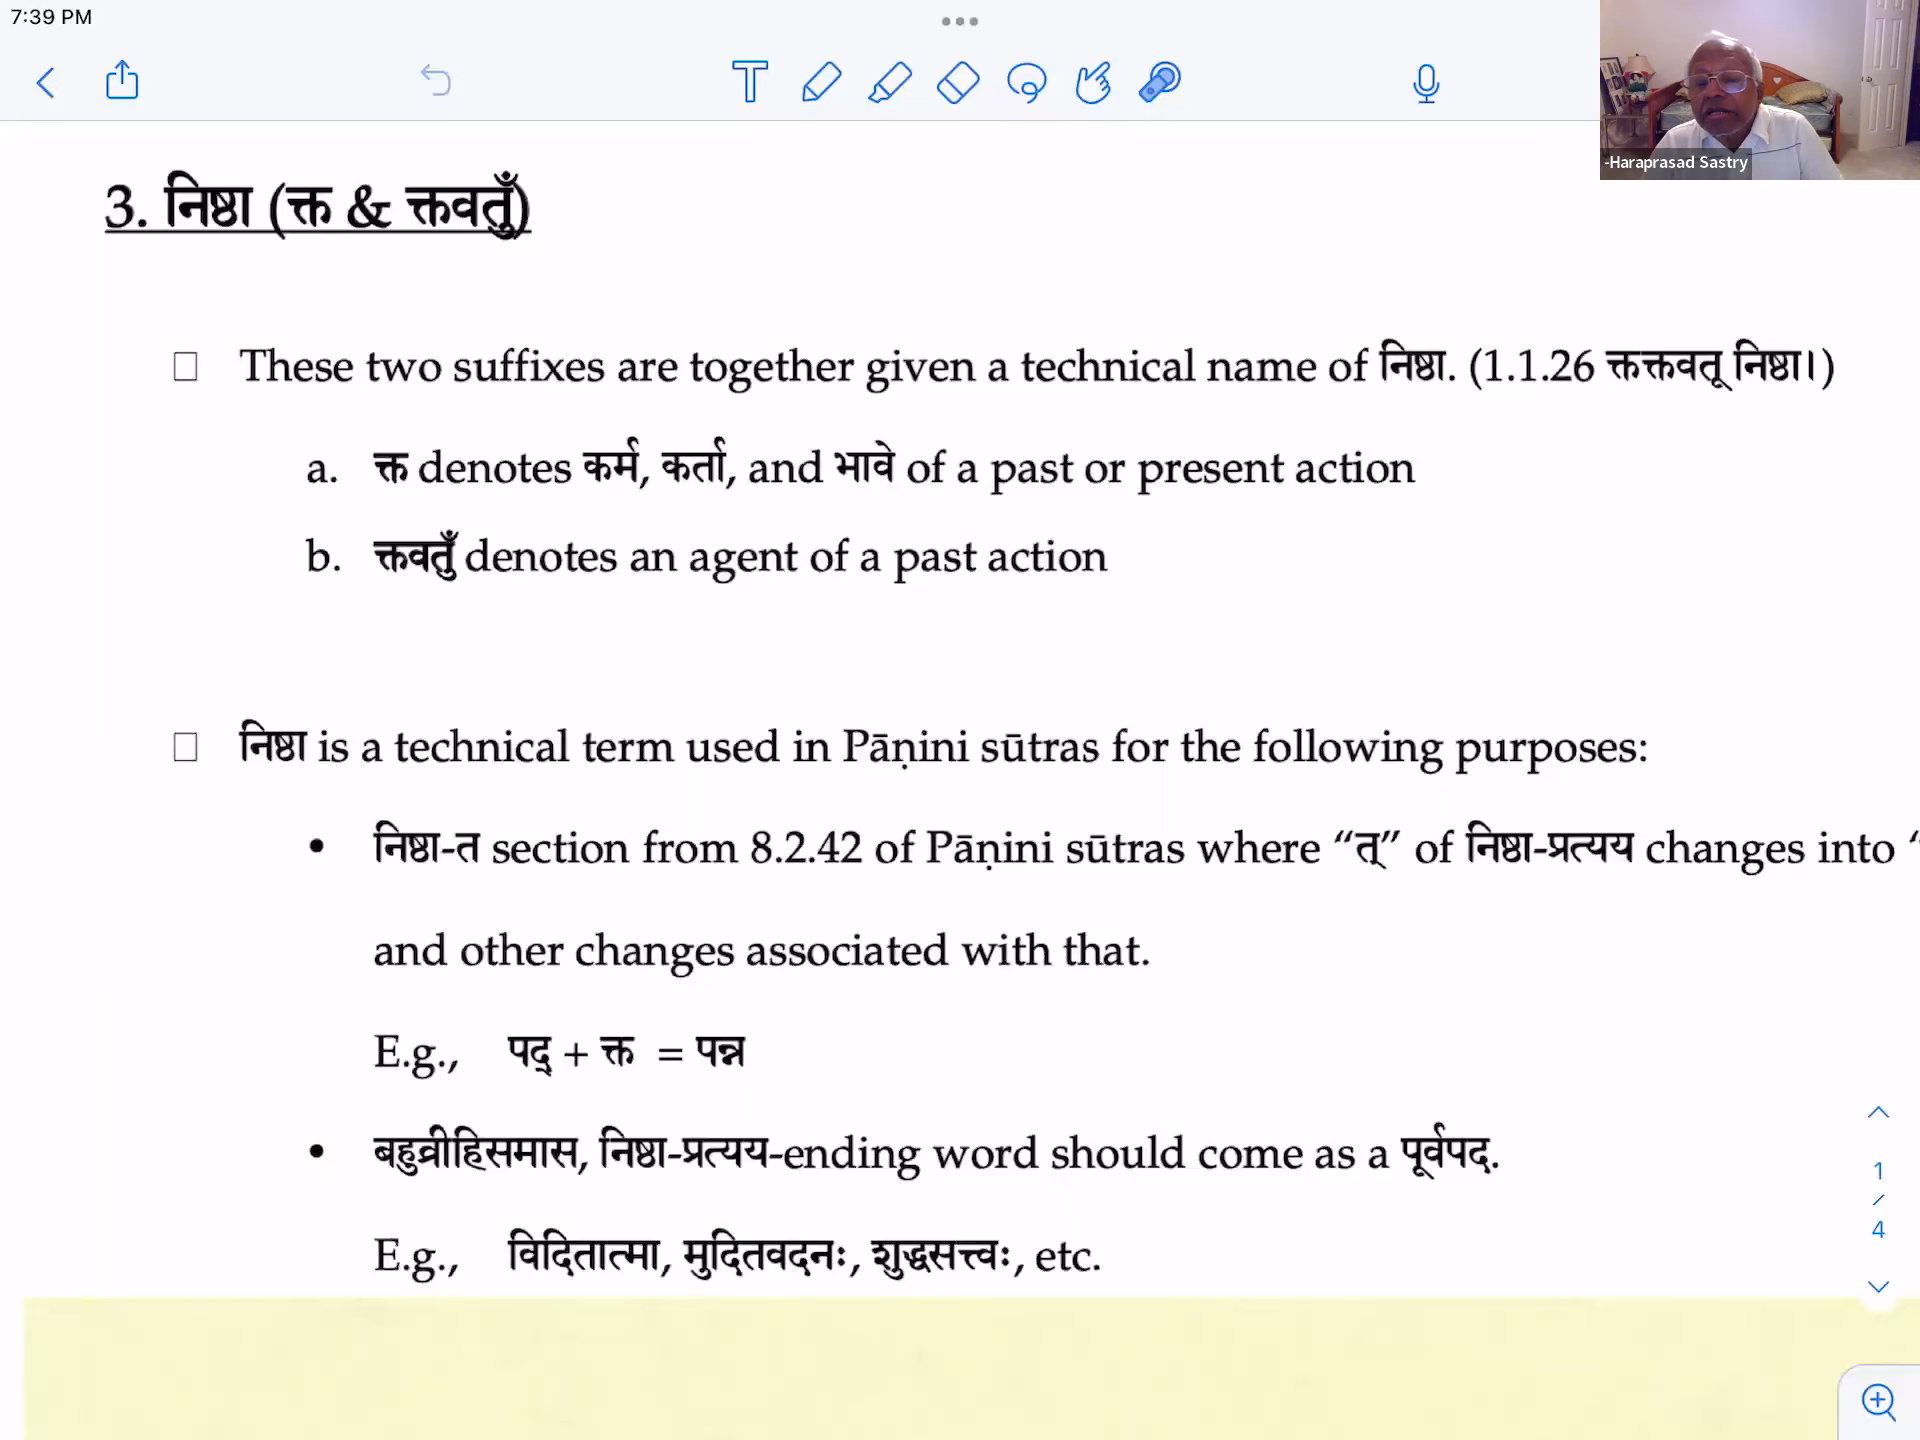 7:39 PM
-Haraprasad Sastry
3. निष्ठा (क्त & क्तवतुँ)
These two suffixes are together given a technical name of निष्ठा. (1.1.26 क्तक्तवतू निष्ठा।)
a. क्त denotes कर्म, कर्ता, and भावे of a past or present action
b. क्तवतुँ denotes an agent of a past action
निष्ठा is a technical term used in Pāṇini sūtras for the following purposes:
• निष्ठा-त section from 8.2.42 of Pāṇini sūtras where “त्” of निष्ठा-प्रत्यय changes into “
and other changes associated with that.
E.g., पद् + क्त = पन्न
• बहुव्रीहिसमास, निष्ठा-प्रत्यय-ending word should come as a पूर्वपद.
E.g., विदितात्मा, मुदितवदनः, शुद्धसत्त्वः, etc.
1
/
4